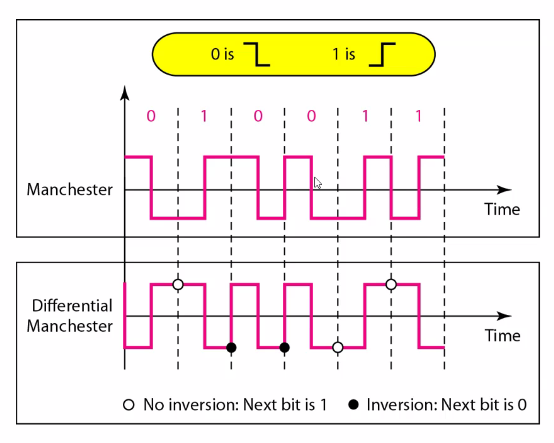 0 is 1 is
0 1 0 0 1 1
Manchester
Time
Differential
Manchester
Time
No inversion: Next bit is 1 Inversion: Next bit is 0